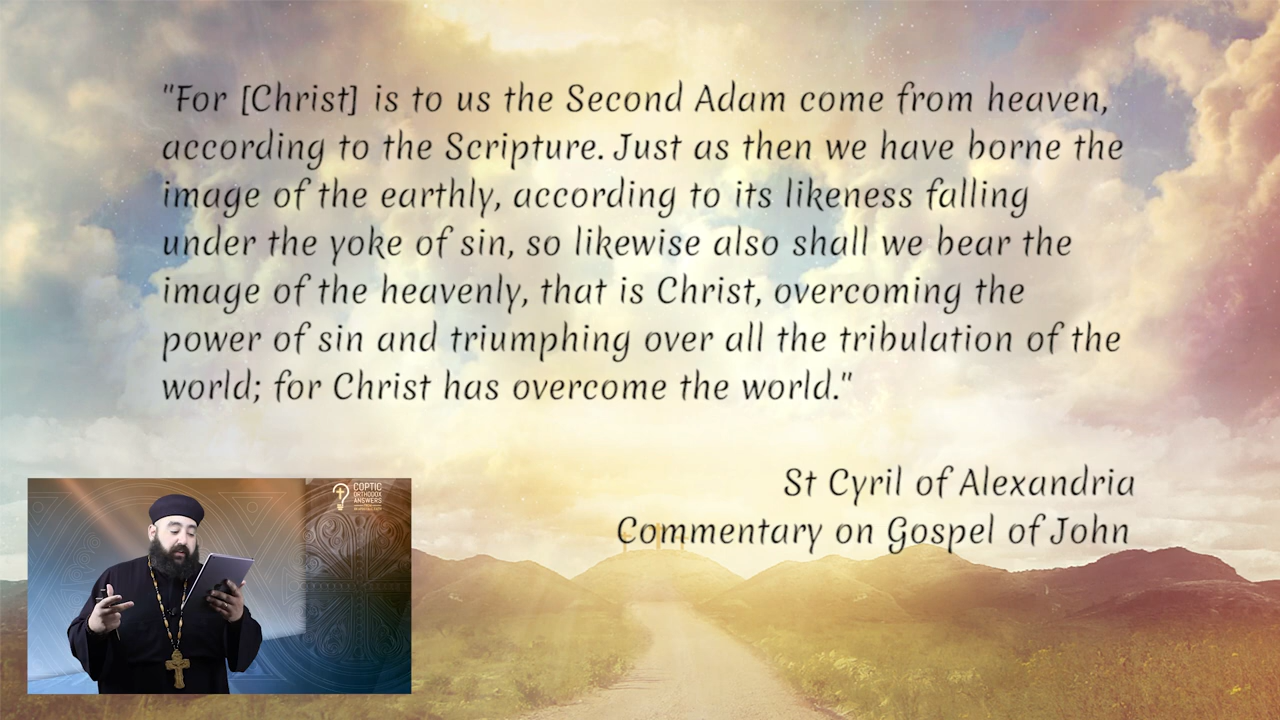 "For [Christ] is to us the Second Adam come from heaven,
according to the Scripture. Just as then we have borne the
image of the earthly, according to its likeness falling
under the yoke of sin, so likewise also shall we bear the
image of the heavenly, that is Christ, overcoming the
power of sin and triumphing over all the tribulation of the
world; for Christ has overcome the world."
St Cyril of Alexandria
Commentary on Gospel of John
COPTIC
ORTHODOX
ANSWERS